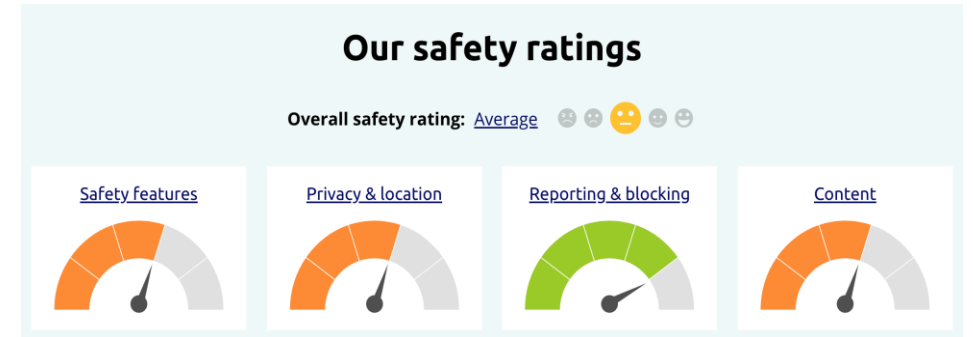 Our safety ratings
Overall safety rating: Average
Safety features
Privacy & location
Reporting & blocking
Content